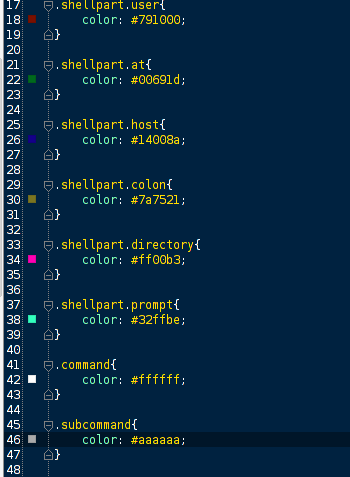 17 .shellpart.user{
18 color: #791000;
19 }
20
21 .shellpart.at{
22 color: #00691d;
23 }
24
25 .shellpart.host{
26 color: #14008a;
27 }
28
29 .shellpart.colon{
30 color: #7a7521;
31 }
32
33 .shellpart.directory{
34 color: #ff00b3;
35 }
36
37 .shellpart.prompt{
38 color: #32ffbe;
39 }
40
41 .command{
42 color: #ffffff;
43 }
44
45 .subcommand{
46 color: #aaaaaa;
47 }
48